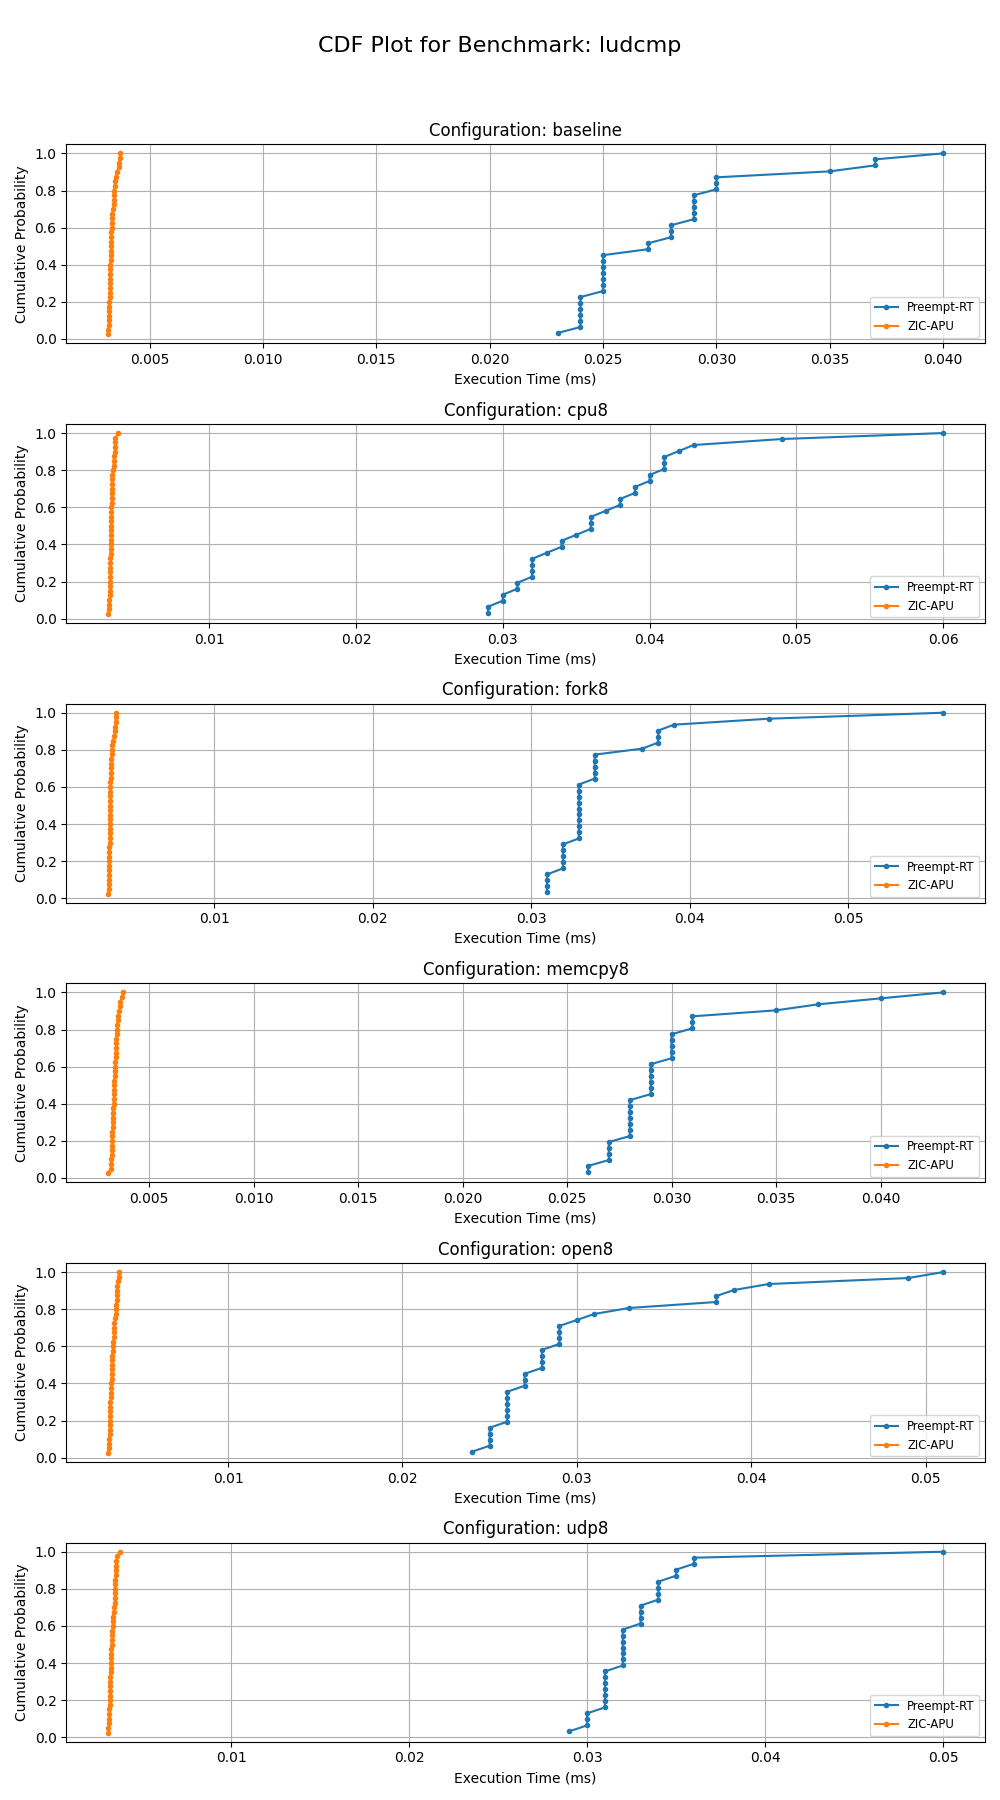 CDF Plot for Benchmark: ludcmp
Configuration: baseline
Cumulative Probability
1.0
0.8
0.6
0.4
0.2
0.0
Preempt-RT
ZIC-APU
0.005 0.010 0.015 0.020 0.025 0.030 0.035 0.040
Execution Time (ms)
Configuration: cpu8
Cumulative Probability
1.0
0.8
0.6
0.4
0.2
0.0
Preempt-RT
ZIC-APU
0.01 0.02 0.03 0.04 0.05 0.06
Execution Time (ms)
Configuration: fork8
Cumulative Probability
1.0
0.8
0.6
0.4
0.2
0.0
Preempt-RT
ZIC-APU
0.01 0.02 0.03 0.04 0.05
Execution Time (ms)
Configuration: memcpy8
Cumulative Probability
1.0
0.8
0.6
0.4
0.2
0.0
Preempt-RT
ZIC-APU
0.005 0.010 0.015 0.020 0.025 0.030 0.035 0.040
Execution Time (ms)
Configuration: open8
Cumulative Probability
1.0
0.8
0.6
0.4
0.2
0.0
Preempt-RT
ZIC-APU
0.01 0.02 0.03 0.04 0.05
Execution Time (ms)
Configuration: udp8
Cumulative Probability
1.0
0.8
0.6
0.4
0.2
0.0
Preempt-RT
ZIC-APU
0.01 0.02 0.03 0.04 0.05
Execution Time (ms)